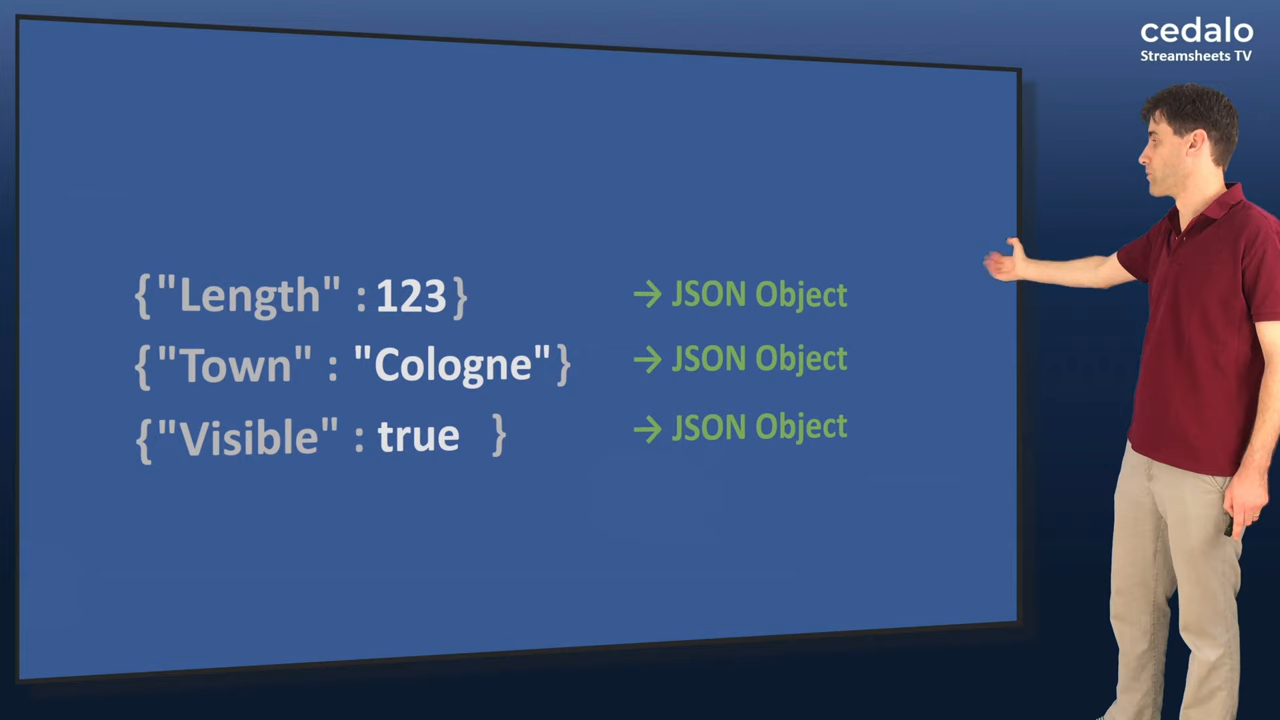 cedalo
Streamsheets TV
{"Length" : 123} → JSON Object
{"Town" : "Cologne"} → JSON Object
{"Visible" : true } → JSON Object